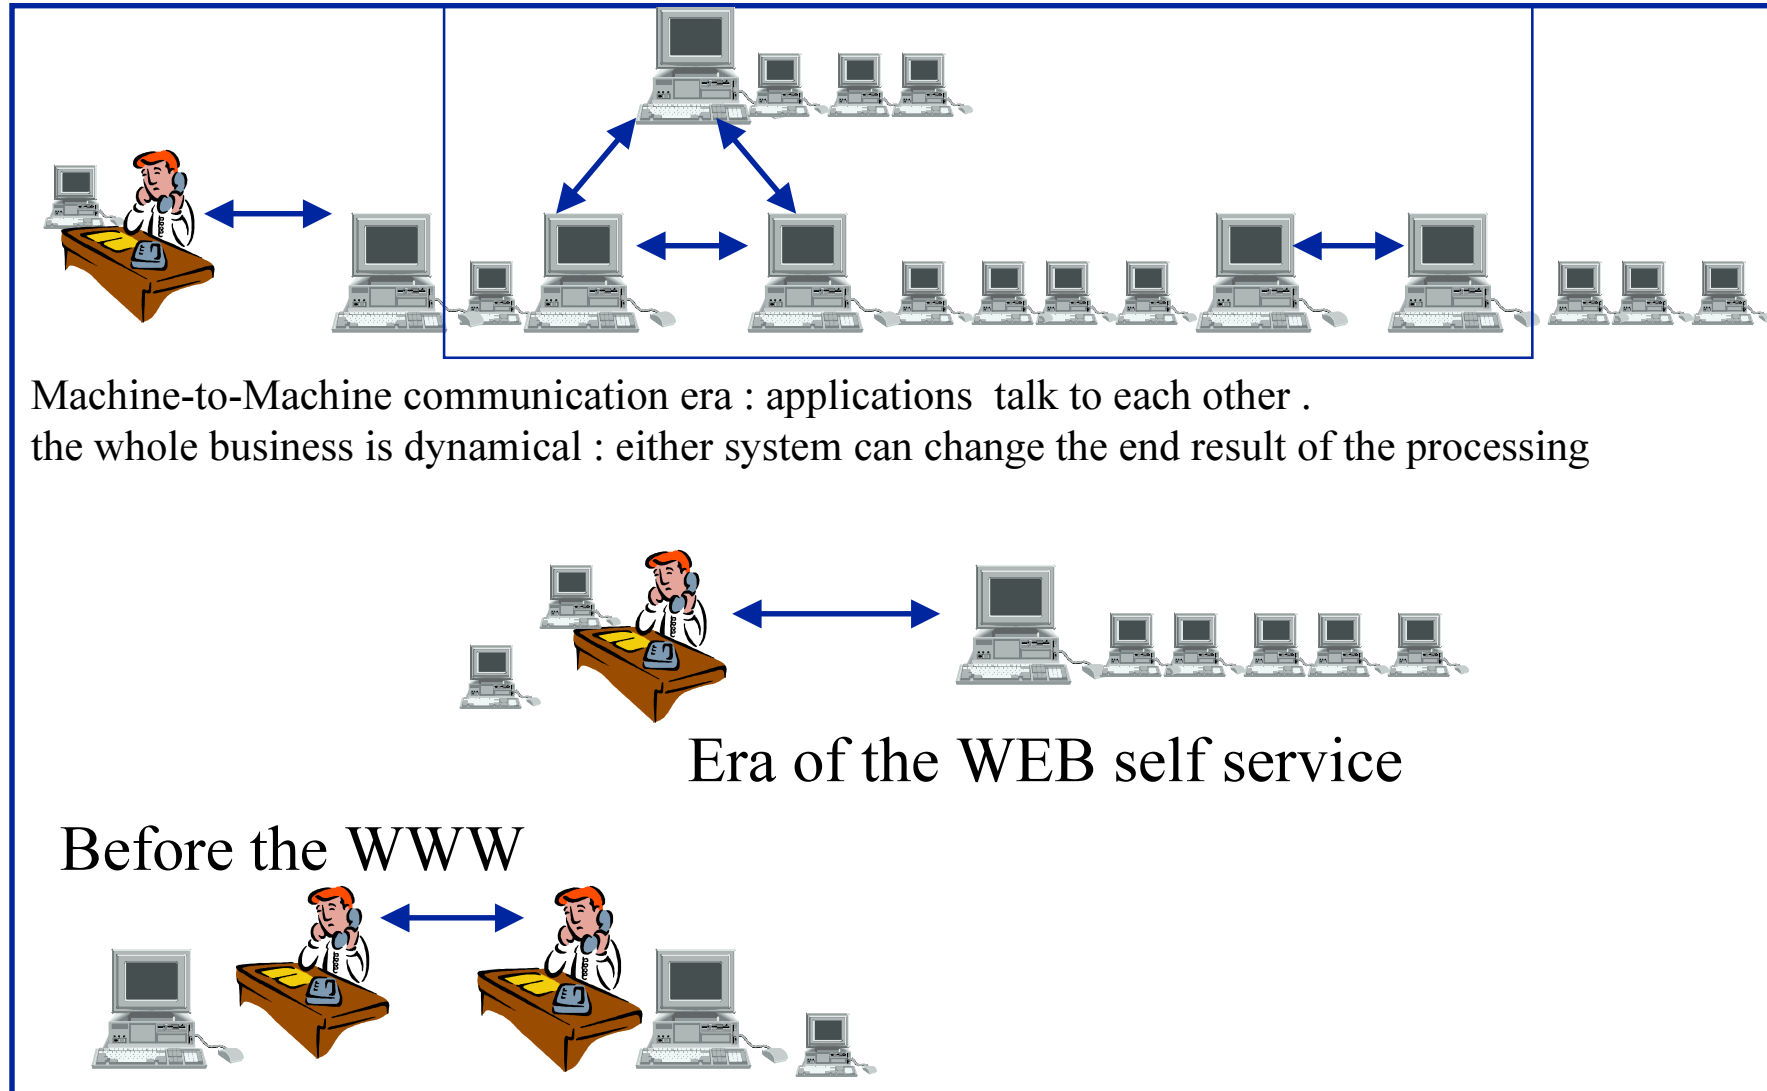 Machine-to-Machine communication era : applications  talk to each other .
the whole business is dynamical : either system can change the end result of the processing
Era of the WEB self service
Before the WWW